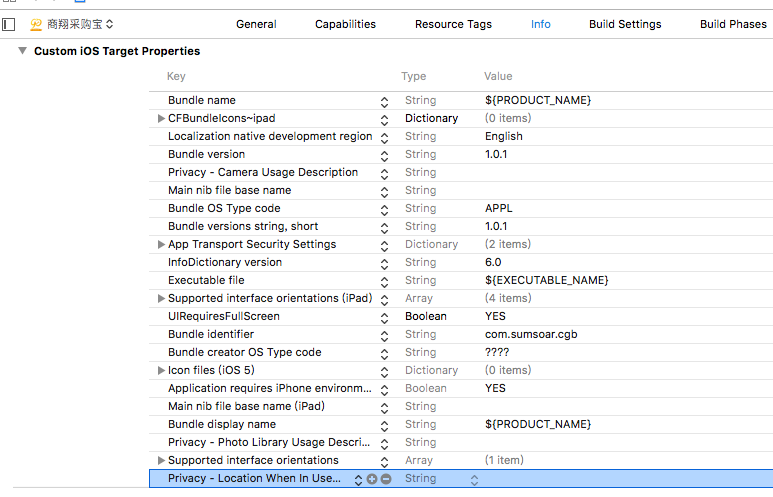 商翔采购宝 General Capabilities Resource Tags Info Build Settings Build Phases
Custom iOS Target Properties
Key Type Value
Bundle name String ${PRODUCT_NAME}
CFBundleIcons~ipad Dictionary (0 items)
Localization native development region String English
Bundle version String 1.0.1
Privacy - Camera Usage Description String
Main nib file base name String
Bundle OS Type code String APPL
Bundle versions string, short String 1.0.1
App Transport Security Settings Dictionary (2 items)
InfoDictionary version String 6.0
Executable file String ${EXECUTABLE_NAME}
Supported interface orientations (iPad) Array (4 items)
UIRequiresFullScreen Boolean YES
Bundle identifier String com.sumsoar.cgb
Bundle creator OS Type code String ????
Icon files (iOS 5) Dictionary (0 items)
Application requires iPhone environm... Boolean YES
Main nib file base name (iPad) String
Bundle display name String ${PRODUCT_NAME}
Privacy - Photo Library Usage Descri... String
Supported interface orientations Array (1 item)
Privacy - Location When In Use... String